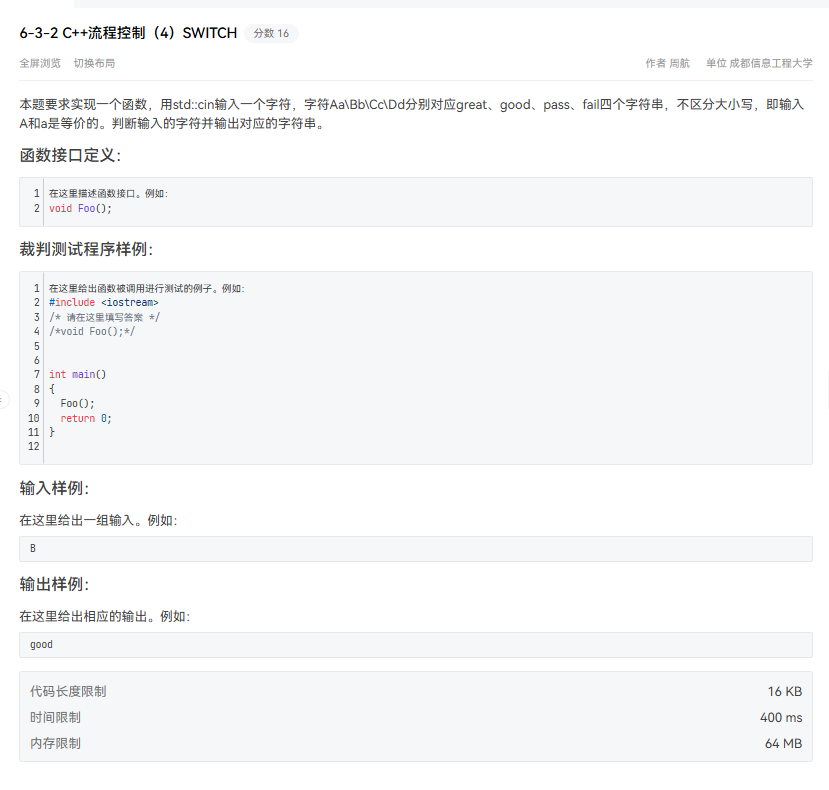 6-3-2 C++流程控制（4）SWITCH 分数 16
全屏浏览 切换布局 作者 周航 单位 成都信息工程大学
本题要求实现一个函数，用std::cin输入一个字符，字符Aa\Bb\Cc\Dd分别对应great、good、pass、fail四个字符串，不区分大小写，即输入
A和a是等价的。判断输入的字符并输出对应的字符串。
函数接口定义：
1 在这里描述函数接口。例如：
2 void Foo();
裁判测试程序样例：
1 在这里给出函数被调用进行测试的例子。例如：
2 #include <iostream>
3 /* 请在这里填写答案 */
4 /*void Foo();*/
5
6
7 int main()
8 {
9 Foo();
10 return 0;
11 }
12
输入样例：
在这里给出一组输入。例如：
B
输出样例：
在这里给出相应的输出。例如：
good
代码长度限制 16 KB
时间限制 400 ms
内存限制 64 MB